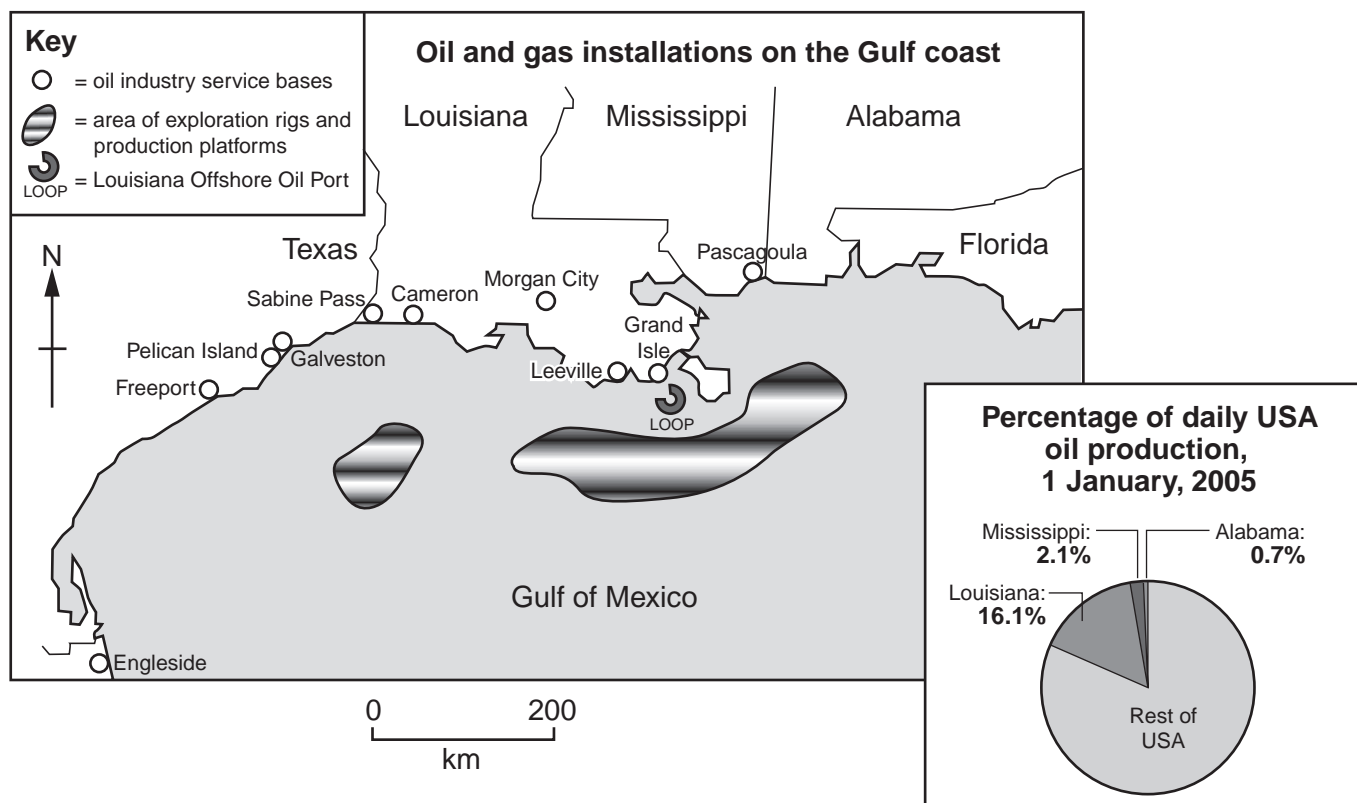 Key
= oil industry service bases
= area of exploration rigs and
production platforms
LOOP
= Louisiana Offshore Oil Port
Oil and gas installations on the Gulf coast
Louisiana
Mississippi
Alabama
Texas
Florida
N
Pascagoula
Morgan City
Sabine Pass
Cameron
Grand
Isle
Pelican Island
Galveston
Leeville
Freeport
LOOP
Gulf of Mexico
Engleside
0
200
km
Percentage of daily USA
oil production,
1 January, 2005
Mississippi:
2.1%
Alabama:
0.7%
Louisiana:
16.1%
Rest of
USA